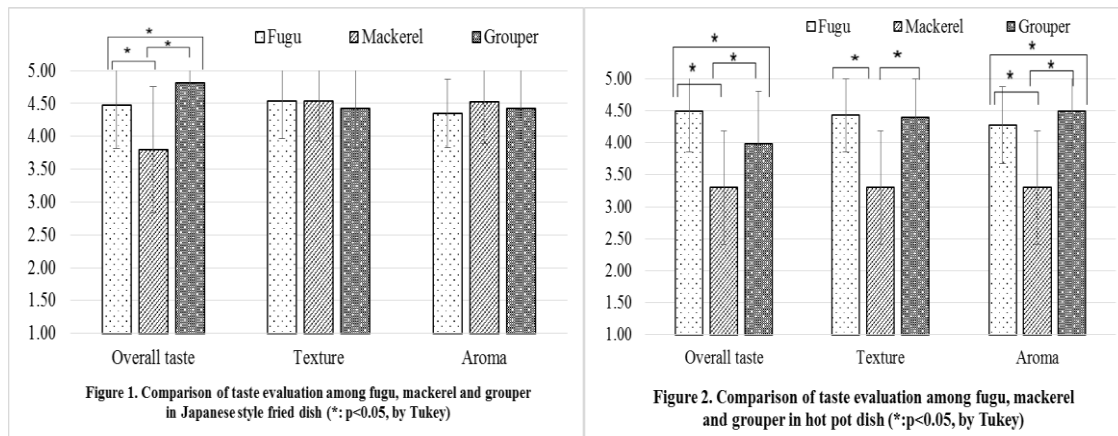 Fugu Mackerel Grouper
* * *
5.00
4.50
4.00
3.50
3.00
2.50
2.00
1.50
1.00
Overall taste Texture Aroma
Figure 1. Comparison of taste evaluation among fugu, mackerel and grouper
in Japanese style fried dish (*: p<0.05, by Tukey)
Fugu Mackerel Grouper
* * * * * * * *
5.00
4.50
4.00
3.50
3.00
2.50
2.00
1.50
1.00
Overall taste Texture Aroma
Figure 2. Comparison of taste evaluation among fugu, mackerel
and grouper in hot pot dish (*:p<0.05, by Tukey)